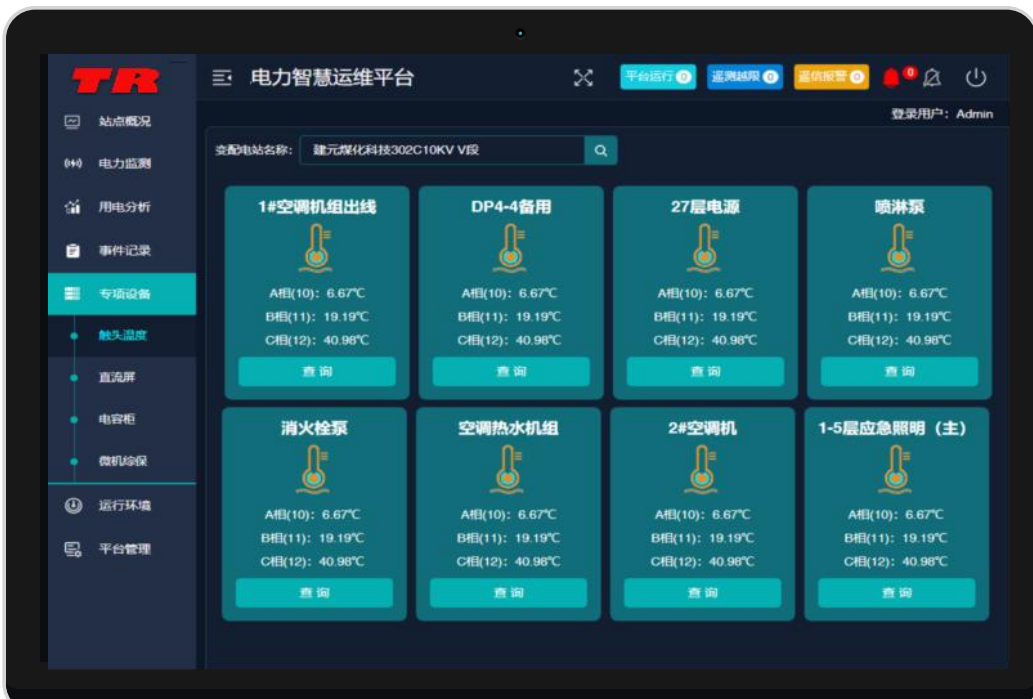 TR
电力智慧运维平台
平台运行 0
遥测越限 0
遥信报警 0
0
登录用户：Admin
站点概况
电力监测
用电分析
事件记录
专项设备
触头温度
直流屏
电容柜
微机综保
运行环境
平台管理
变配电站名称： 建元煤化科技302C10KV V段
1#空调机组出线
A相(10)：6.67℃
B相(11)：19.19℃
C相(12)：40.98℃
查 询
DP4-4备用
A相(10)：6.67℃
B相(11)：19.19℃
C相(12)：40.98℃
查 询
27层电源
A相(10)：6.67℃
B相(11)：19.19℃
C相(12)：40.98℃
查 询
喷淋泵
A相(10)：6.67℃
B相(11)：19.19℃
C相(12)：40.98℃
查 询
消火栓泵
A相(10)：6.67℃
B相(11)：19.19℃
C相(12)：40.98℃
查 询
空调热水机组
A相(10)：6.67℃
B相(11)：19.19℃
C相(12)：40.98℃
查 询
2#空调机
A相(10)：6.67℃
B相(11)：19.19℃
C相(12)：40.98℃
查 询
1-5层应急照明（主）
A相(10)：6.67℃
B相(11)：19.19℃
C相(12)：40.98℃
查 询